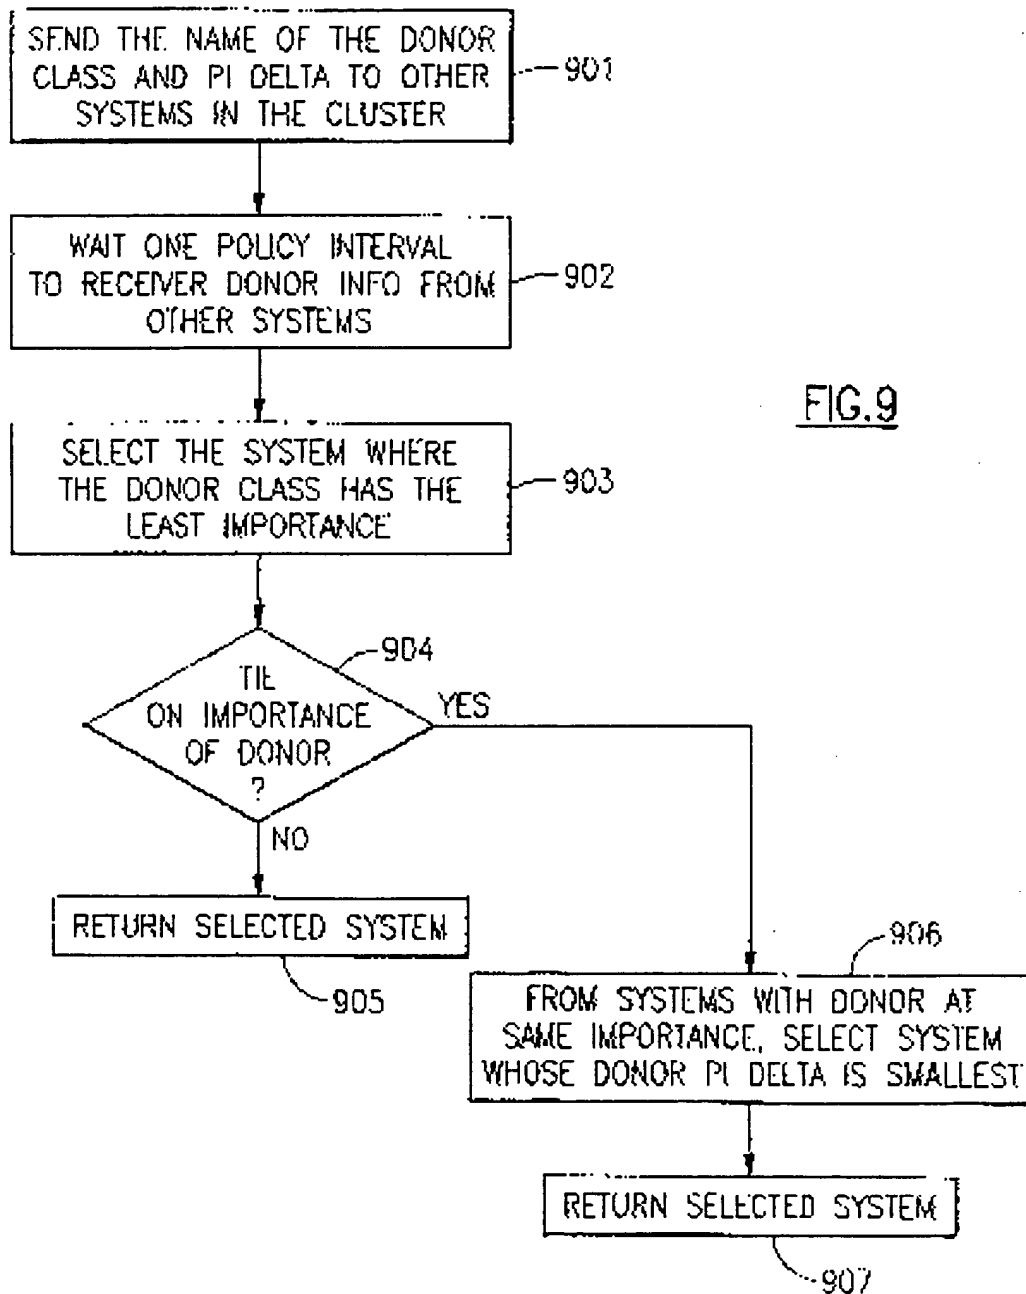 SEND THE NAME OF THE DONOR
CLASS AND PI DELTA TO OTHER
SYSTEMS IN THE CLUSTER
901
WAIT ONE POLICY INTERVAL
TO RECEIVER DONOR INFO FROM
OTHER SYSTEMS
902
FIG.9
SELECT THE SYSTEM WHERE
THE DONOR CLASS HAS THE
LEAST IMPORTANCE
903
904
TIE
ON IMPORTANCE
OF DONOR
?
YES
NO
RETURN SELECTED SYSTEM
905
906
FROM SYSTEMS WITH DONOR AT
SAME IMPORTANCE, SELECT SYSTEM
WHOSE DONOR PI DELTA IS SMALLEST
RETURN SELECTED SYSTEM
907